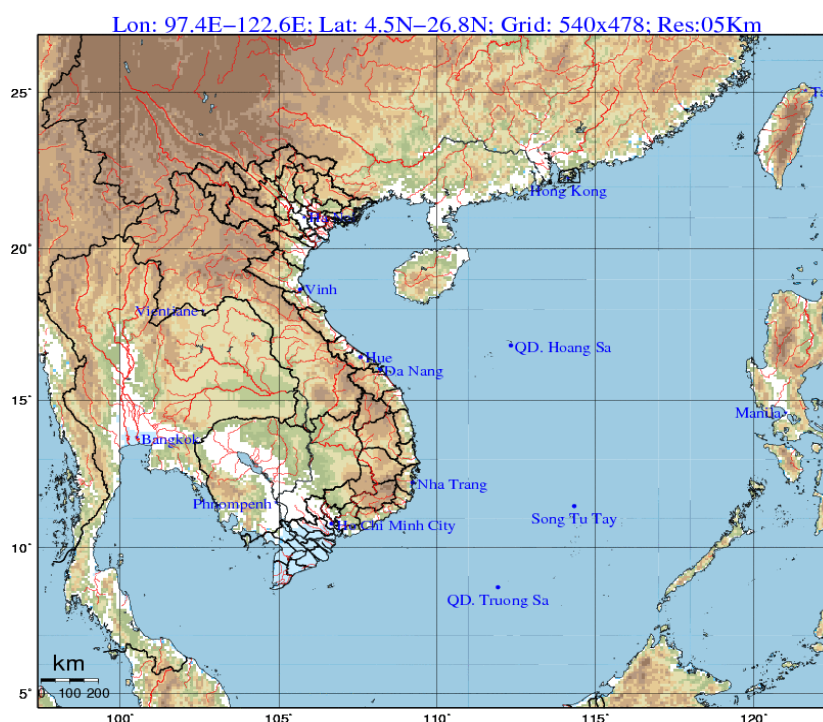 Lon: 97.4E−122.6E; Lat: 4.5N−26.8N; Grid: 540x478; Res:05Km
25°
Hong Kong
20°
Vinh
Vientiane
QD. Hoang Sa
Hue
Da Nang
15°
Manila
Bangkok
Nha Trang
Phnompenh
Song Tu Tay
Ho Chi Minh City
10°
QD. Truong Sa
km
0 100 200
5°
100° 105° 110° 115° 120°